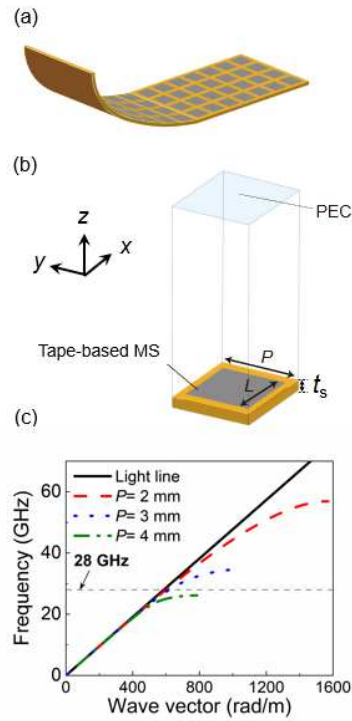 (a)
(b)
PEC
z
y
x
Tape-based MS
P
L
tₛ
(c)
Frequency (GHz)
60
40
20
0
Light line
P= 2 mm
P= 3 mm
P= 4 mm
28 GHz
0 400 800 1200 1600
Wave vector (rad/m)